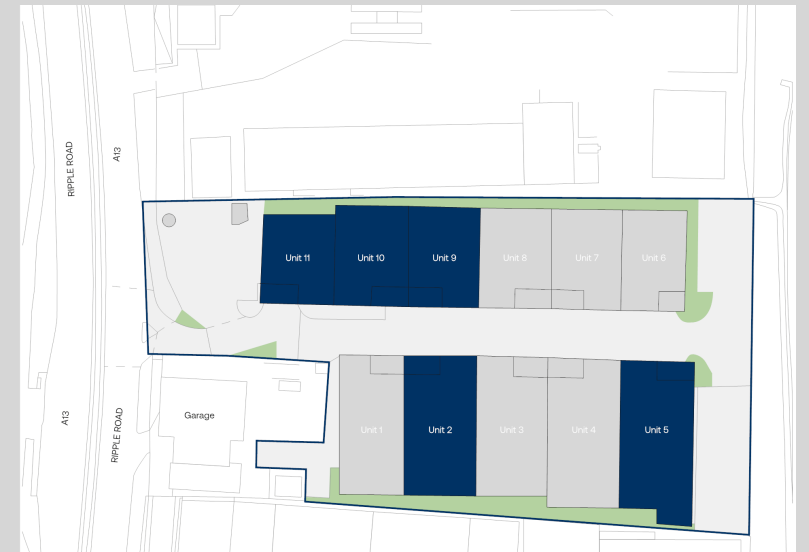 RIPPLE ROAD
A13
Unit 11
Unit 10
Unit 9
Unit 8
Unit 7
Unit 6
Garage
Unit 1
Unit 2
Unit 3
Unit 4
Unit 5
A13
RIPPLE ROAD